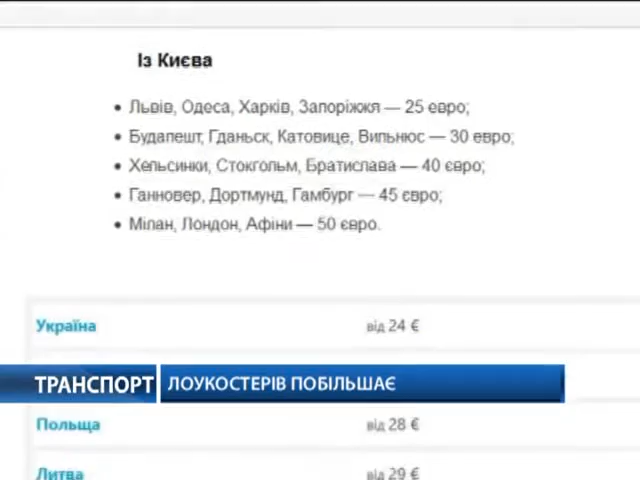 Із Києва
• Львів, Одеса, Харків, Запоріжжя — 25 евро;
• Будапешт, Гданьск, Катовице, Вильнюс — 30 евро;
• Хельсинки, Стокгольм, Братислава — 40 євро;
• Ганновер, Дортмунд, Гамбург — 45 євро;
• Мілан, Лондон, Афіни — 50 євро.
Україна від 24 €
ТРАНСПОРТ ЛОУКОСТЕРІВ ПОБІЛЬШАЄ
Польща від 28 €
Литва від 29 €